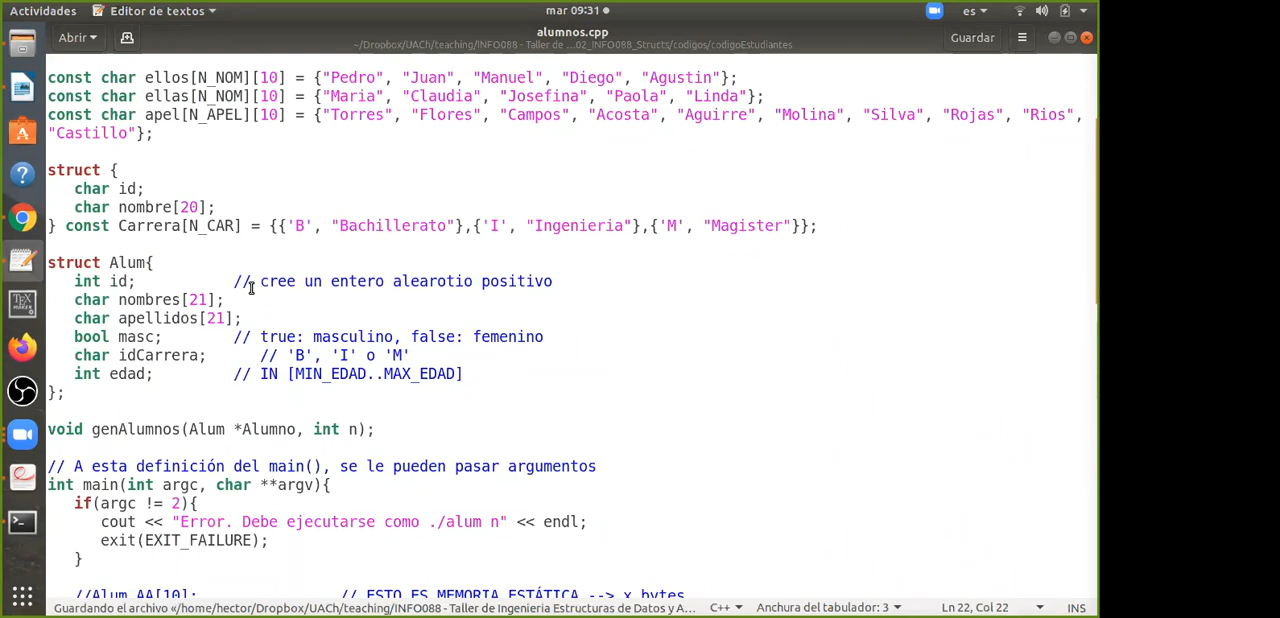 Actividades Editor de textos mar 09:31 es
Abrir alumnos.cpp Guardar
~/Dropbox/UACh/teaching/INFO088 - Taller de ...02_INFO088_Structs/codigos/codigoEstudiantes
const char ellos[N_NOM][10] = {"Pedro", "Juan", "Manuel", "Diego", "Agustin"};
const char ellas[N_NOM][10] = {"Maria", "Claudia", "Josefina", "Paola", "Linda"};
const char apel[N_APEL][10] = {"Torres", "Flores", "Campos", "Acosta", "Aguirre", "Molina", "Silva", "Rojas", "Rios",
"Castillo"};
struct {
char id;
char nombre[20];
} const Carrera[N_CAR] = {{'B', "Bachillerato"},{'I', "Ingenieria"},{'M', "Magister"}};
struct Alum{
int id; // cree un entero alearotio positivo
char nombres[21];
char apellidos[21];
bool masc; // true: masculino, false: femenino
char idCarrera; // 'B', 'I' o 'M'
int edad; // IN [MIN_EDAD..MAX_EDAD]
};
void genAlumnos(Alum *Alumno, int n);
// A esta definición del main(), se le pueden pasar argumentos
int main(int argc, char **argv){
if(argc != 2){
cout << "Error. Debe ejecutarse como ./alum n" << endl;
exit(EXIT_FAILURE);
}
//Alum AA[10]; // ESTO ES MEMORIA ESTÁTICA --> x bytes
Guardando el archivo «/home/hector/Dropbox/UACh/teaching/INFO088 - Taller de Ingenieria Estructuras de Datos y A... C++ Anchura del tabulador: 3 Ln 22, Col 22 INS